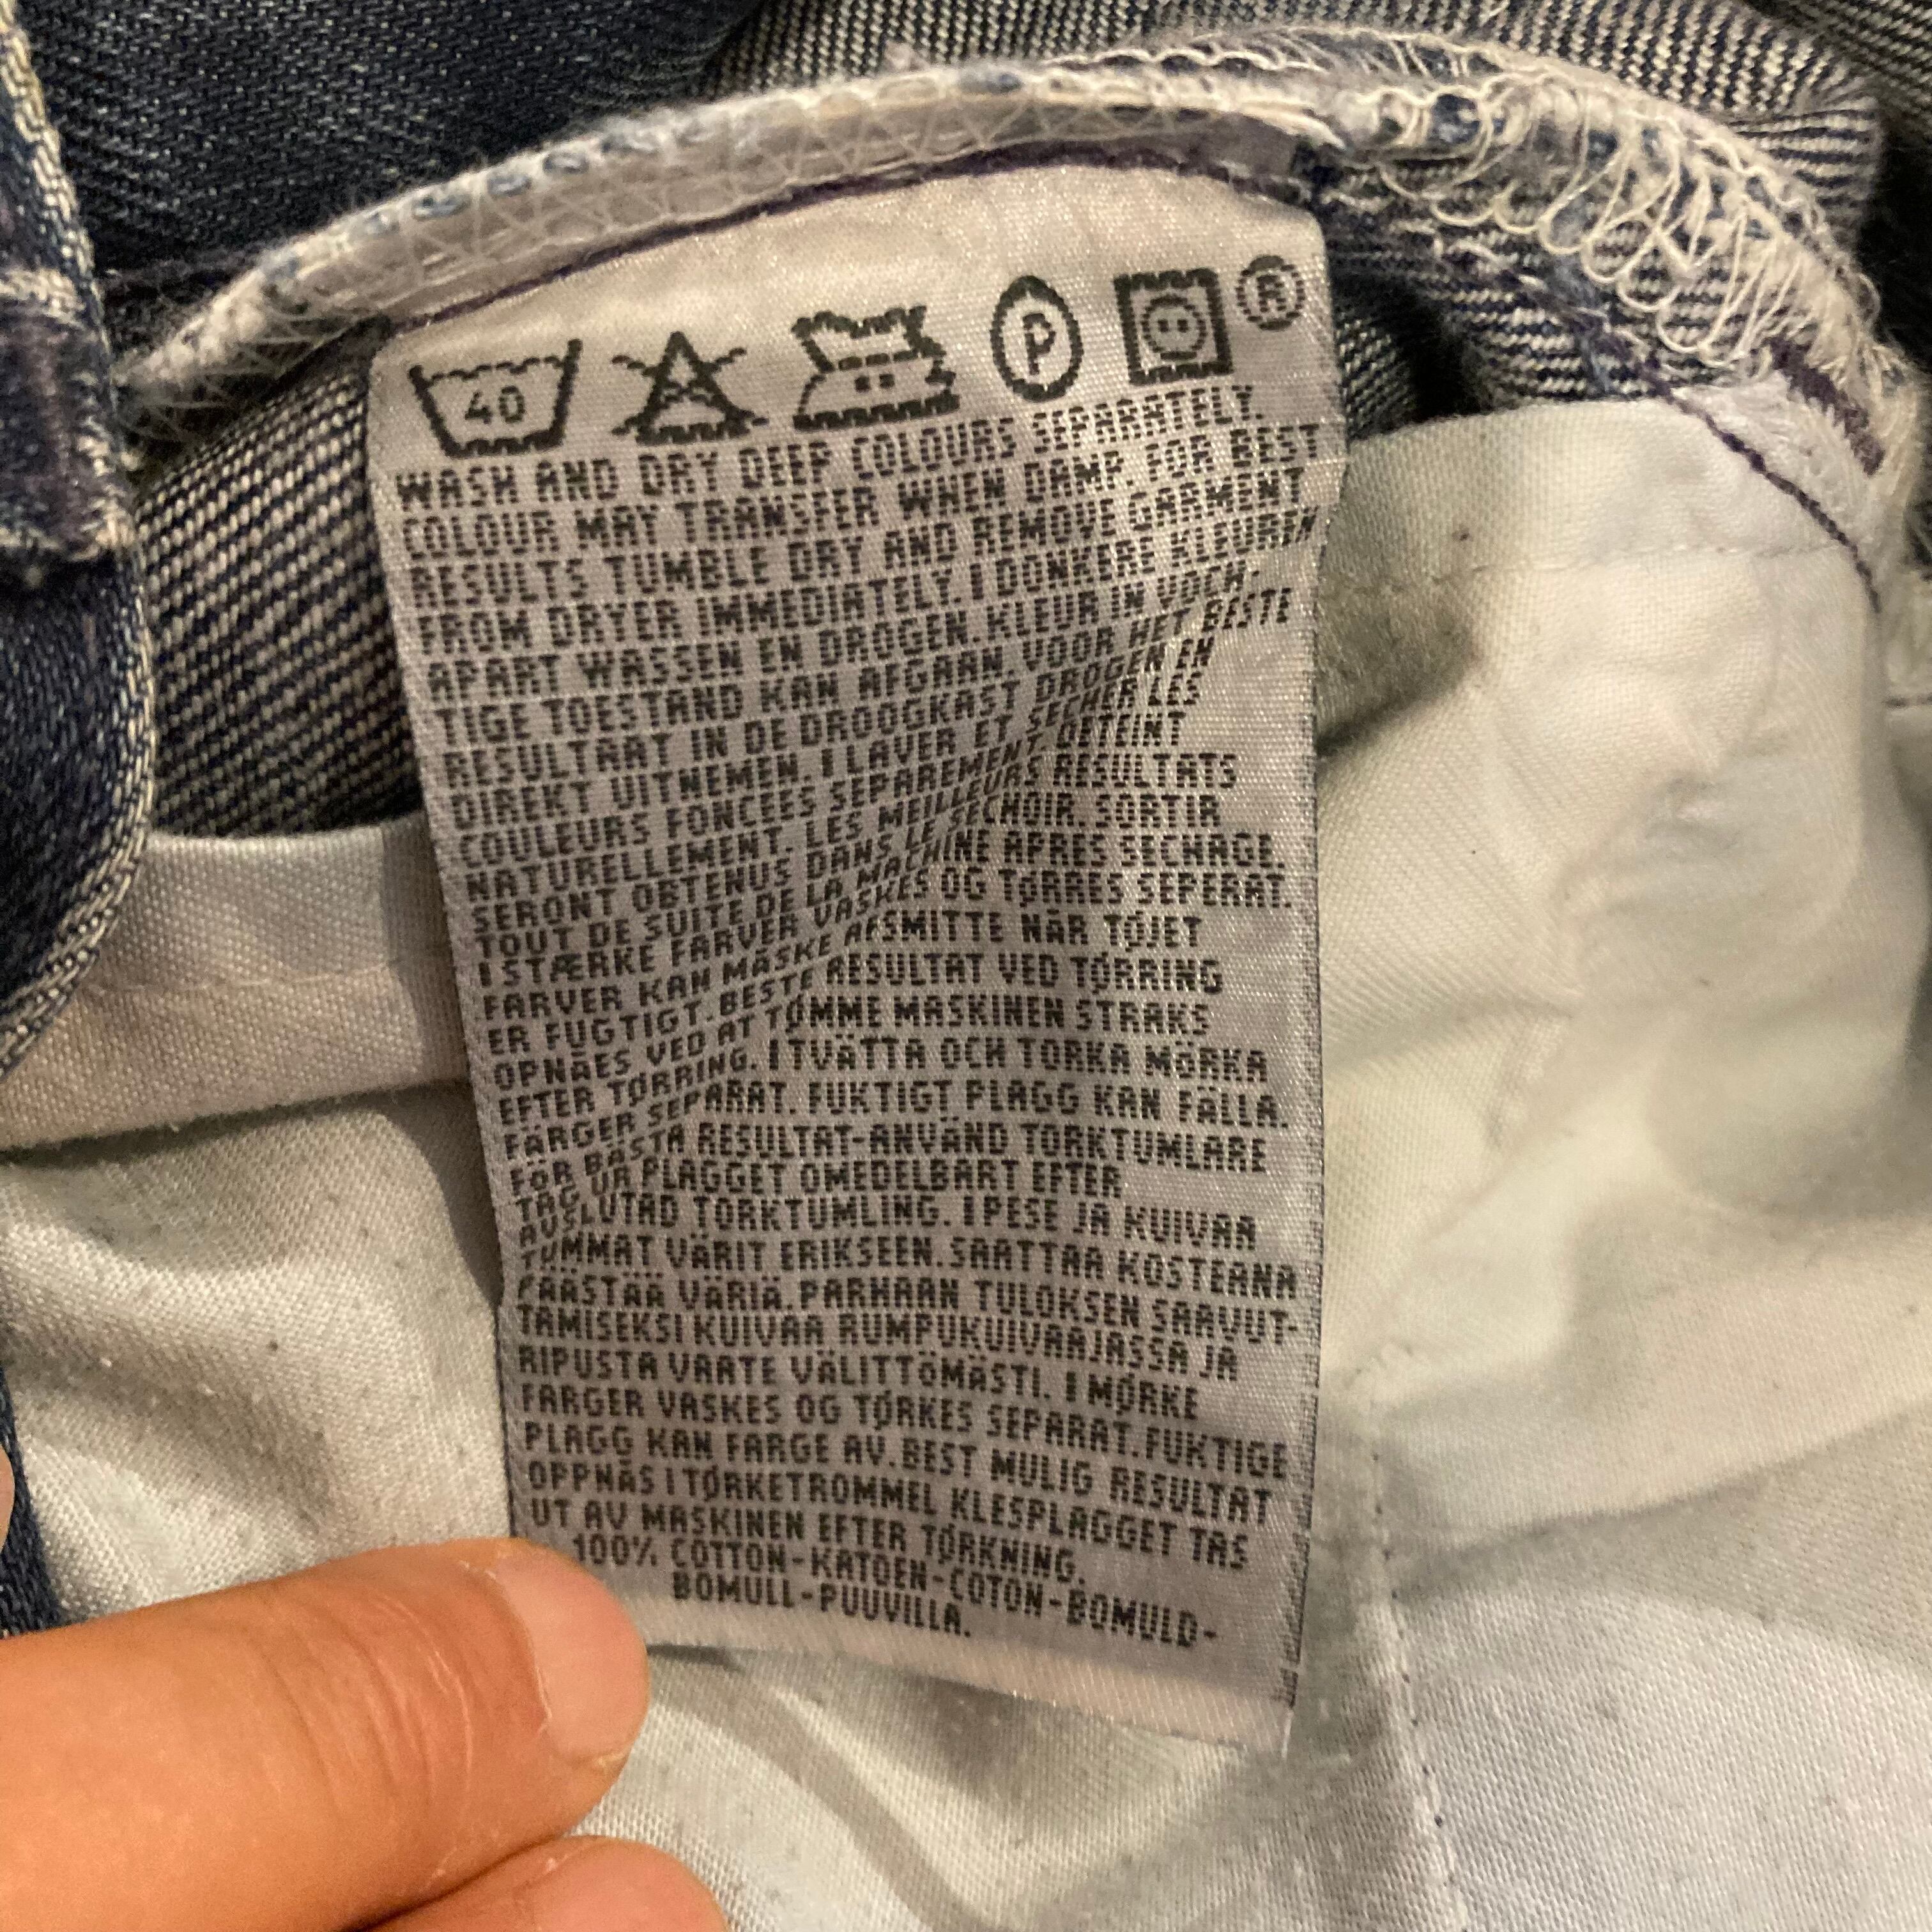 40 P ®
WASH AND DRY DEEP COLOURS SEPARATELY.
COLOUR MAY TRANSFER WHEN DAMP. FOR BEST
RESULTS TUMBLE DRY AND REMOVE GARMENT
FROM DRYER IMMEDIATELY. I DONKERE KLEUREN
APART WASSEN EN DROGEN. KLEUR IN VOCH-
TIGE TOESTAND KAN AFGAAN. VOOR HET BESTE
RESULTAAT IN DE DROOGKAST DROGEN EN
DIREKT UITNEMEN. I LAVER ET SECHER LES
COULEURS FONCEES SEPAREMENT. DETEINT
NATURELLEMENT. LES MEILLEURS RESULTATS
SERONT OBTENUS DANS LE SECHOIR. SORTIR
TOUT DE SUITE DE LA MACHINE APRES SECHAGE.
I STÆRKE FARVER VASKES OG TØRRES SEPERAT.
FARVER KAN MÅSKE AFSMITTE NÅR TØJET
ER FUGTIGT. BESTE RESULTAT VED TØRRING
OPNÅES VED AT TØMME MASKINEN STRAKS
EFTER TØRRING. I TVÄTTA OCH TORKA MÖRKA
FÄRGER SEPARAT. FUKTIGT PLAGG KAN FÄLLA.
FÖR BÄSTA RESULTAT-ANVÄND TORKTUMLARE
TAG UR PLAGGET OMEDELBART EFTER
AVSLUTAD TORKTUMLING. I PESE JA KUIVAA
TUMMAT VÄRIT ERIKSEEN. SAATTAA KOSTEANA
PÄÄSTÄÄ VÄRIÄ. PARHAAN TULOKSEN SAAVUT-
TAMISEKSI KUIVAA RUMPUKUIVAAJASSA JA
RIPUSTA VAATE VÄLITTÖMÄSTI. I MØRKE
FARGER VASKES OG TØRKES SEPARAT. FUKTIGE
PLAGG KAN FARGE AV. BEST MULIG RESULTAT
OPPNÅS I TØRKETROMMEL KLESPLAGGET TAS
UT AV MASKINEN EFTER TØRKNING.
100% COTTON-KATOEN-COTON-BOMULD-
BOMULL-PUUVILLA.